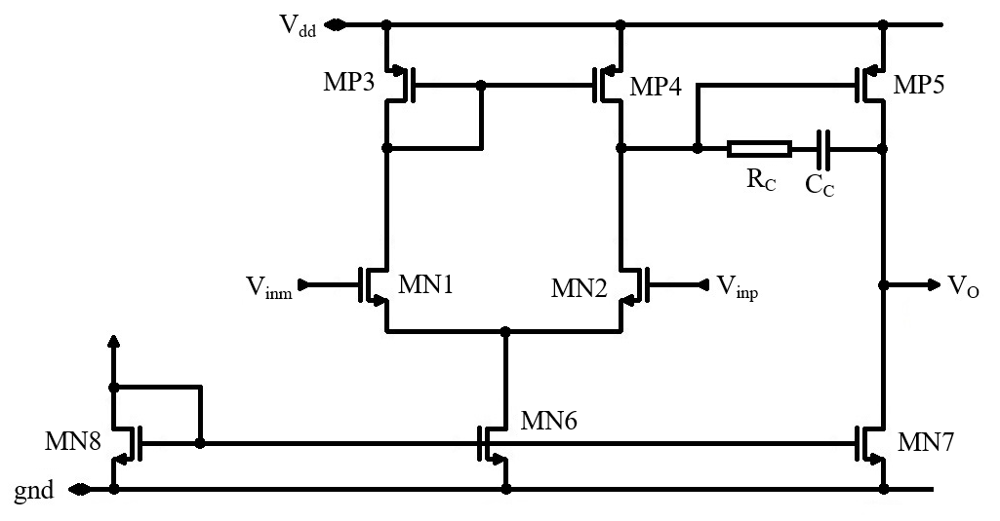 Vdd
MP3
MP4
MP5
RC
CC
Vinm
MN1
MN2
Vinp
VO
MN8
MN6
MN7
gnd